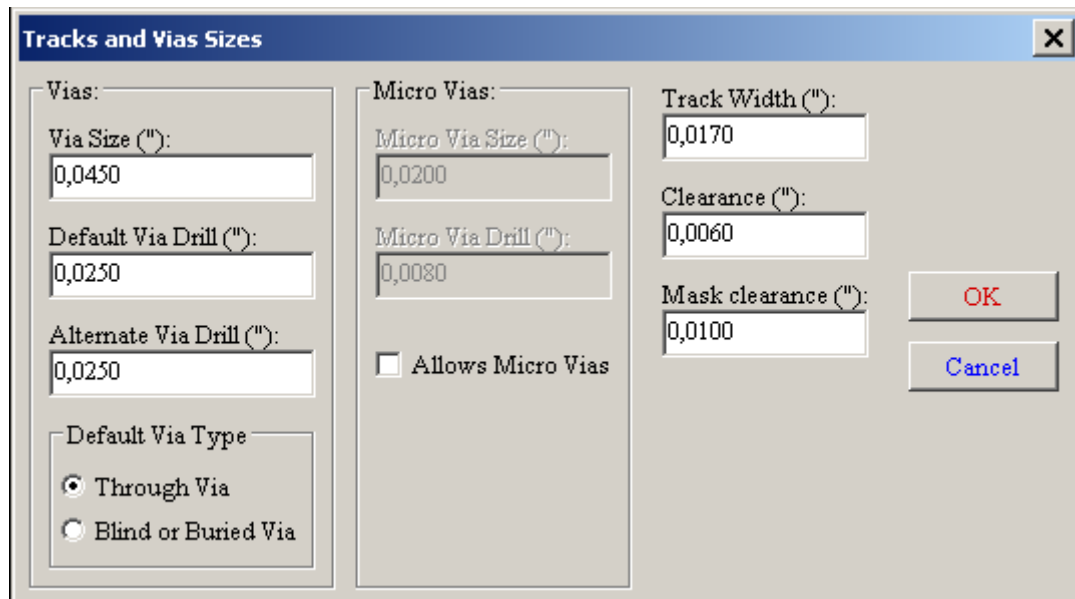 Tracks and Vias Sizes
Vias:
Via Size ("):
0,0450
Default Via Drill ("):
0,0250
Alternate Via Drill ("):
0,0250
Default Via Type
Through Via
Blind or Buried Via
Micro Vias:
Micro Via Size ("):
0,0200
Micro Via Drill ("):
0,0080
Allows Micro Vias
Track Width ("):
0,0170
Clearance ("):
0,0060
Mask clearance ("):
0,0100
OK
Cancel